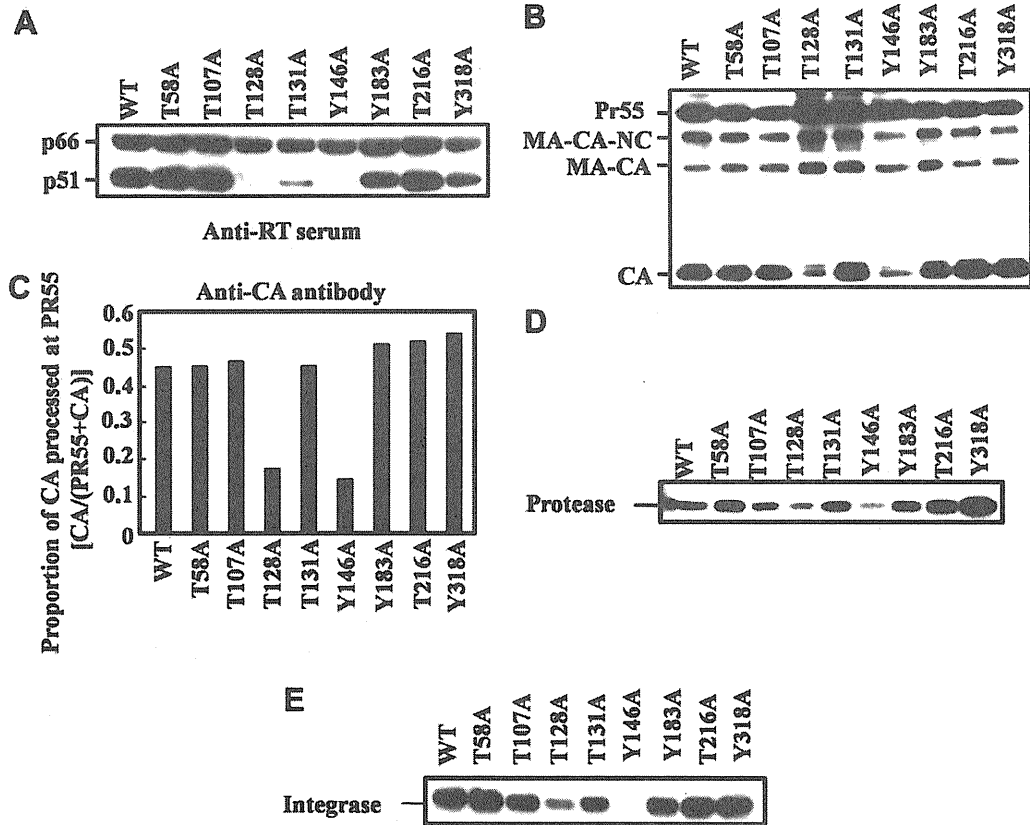 A
WT T58A T107A T128A T131A Y146A Y183A T216A Y318A
p66
p51
Anti-RT serum
B
WT T58A T107A T128A T131A Y146A Y183A T216A Y318A
Pr55
MA-CA-NC
MA-CA
CA
Anti-CA antibody
C
Proportion of CA processed at PR55
[CA/(PR55+CA)]
0.6
0.5
0.4
0.3
0.2
0.1
0
WT T58A T107A T128A T131A Y146A Y183A T216A Y318A
D
WT T58A T107A T128A T131A Y146A Y183A T216A Y318A
Protease
E
WT T58A T107A T128A T131A Y146A Y183A T216A Y318A
Integrase